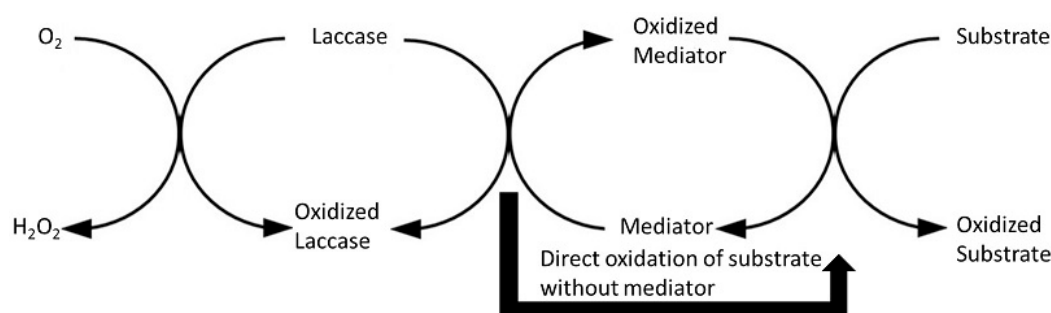 O₂
Laccase
Oxidized
Mediator
Substrate
H₂O₂
Oxidized
Laccase
Mediator
Oxidized
Substrate
Direct oxidation of substrate
without mediator